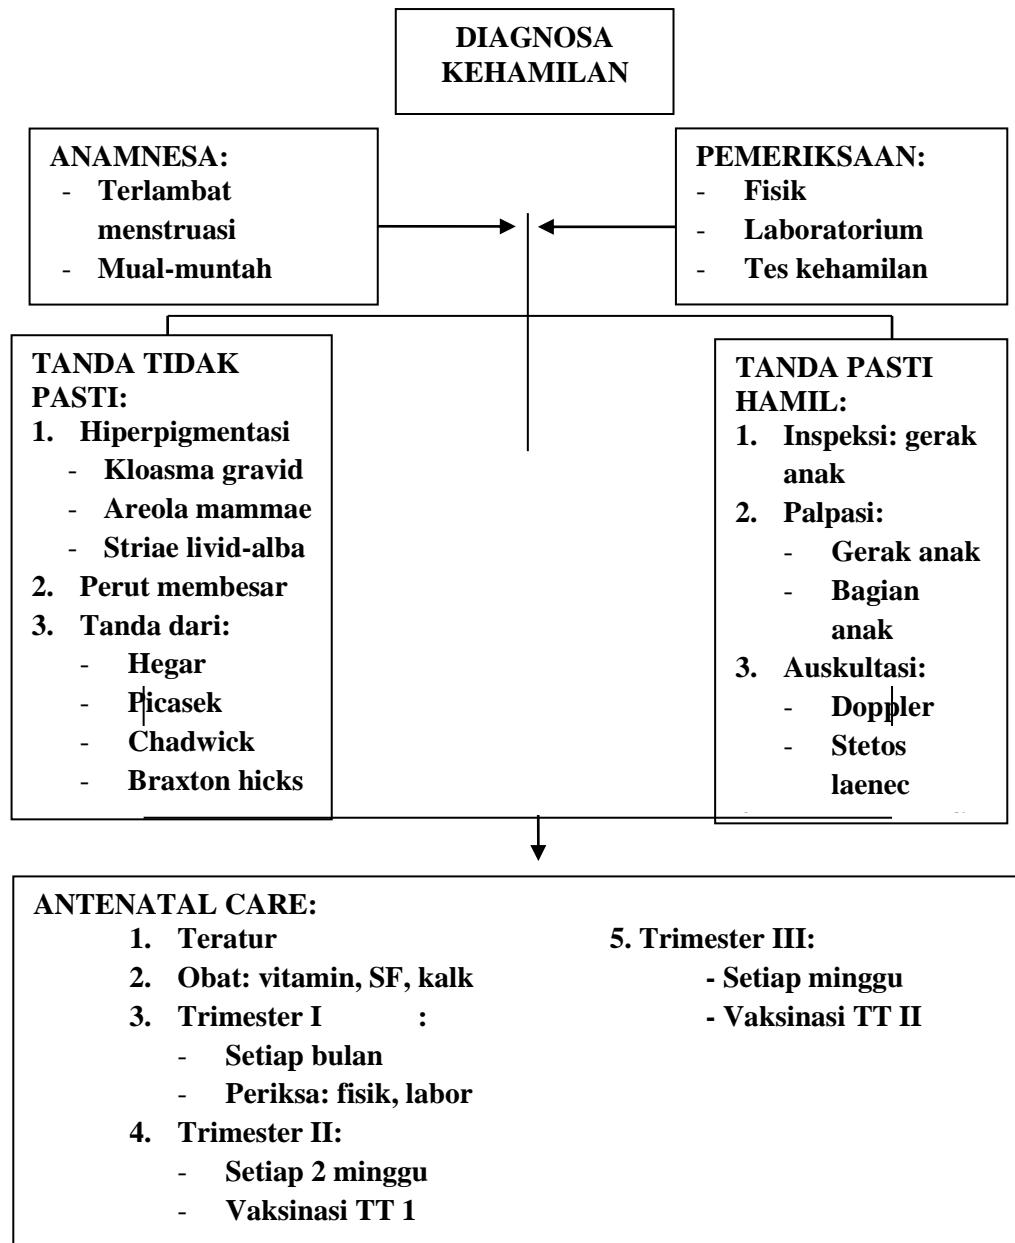 DIAGNOSA
KEHAMILAN
ANAMNESA:
- Terlambat
menstruasi
- Mual-muntah
PEMERIKSAAN:
- Fisik
- Laboratorium
- Tes kehamilan
TANDA TIDAK
PASTI:
1. Hiperpigmentasi
- Kloasma gravid
- Areola mammae
- Striae livid-alba
2. Perut membesar
3. Tanda dari:
- Hegar
- Picasek
- Chadwick
- Braxton hicks
TANDA PASTI
HAMIL:
1. Inspeksi: gerak
anak
2. Palpasi:
- Gerak anak
- Bagian
anak
3. Auskultasi:
- Doppler
- Stetos
laenec
ANTENATAL CARE:
1. Teratur
2. Obat: vitamin, SF, kalk
3. Trimester I :
- Setiap bulan
- Periksa: fisik, labor
4. Trimester II:
- Setiap 2 minggu
- Vaksinasi TT 1
5. Trimester III:
- Setiap minggu
- Vaksinasi TT II